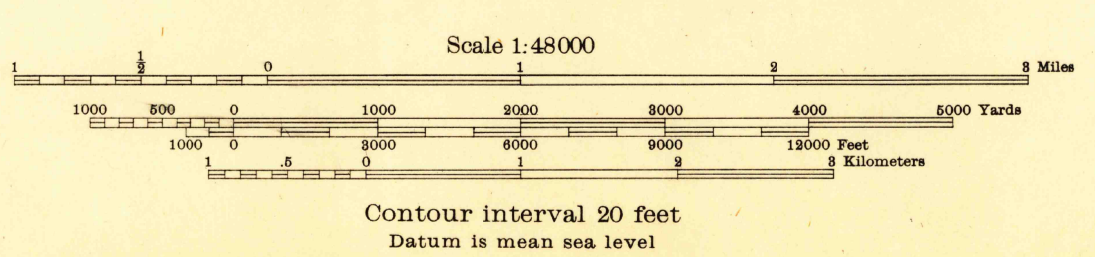 Scale 1:48000
1 1/2 0 1 2 3 Miles
1000 500 0 1000 2000 3000 4000 5000 Yards
1000 0 3000 6000 9000 12000 Feet
1 .5 0 1 2 3 Kilometers
Contour interval 20 feet
Datum is mean sea level